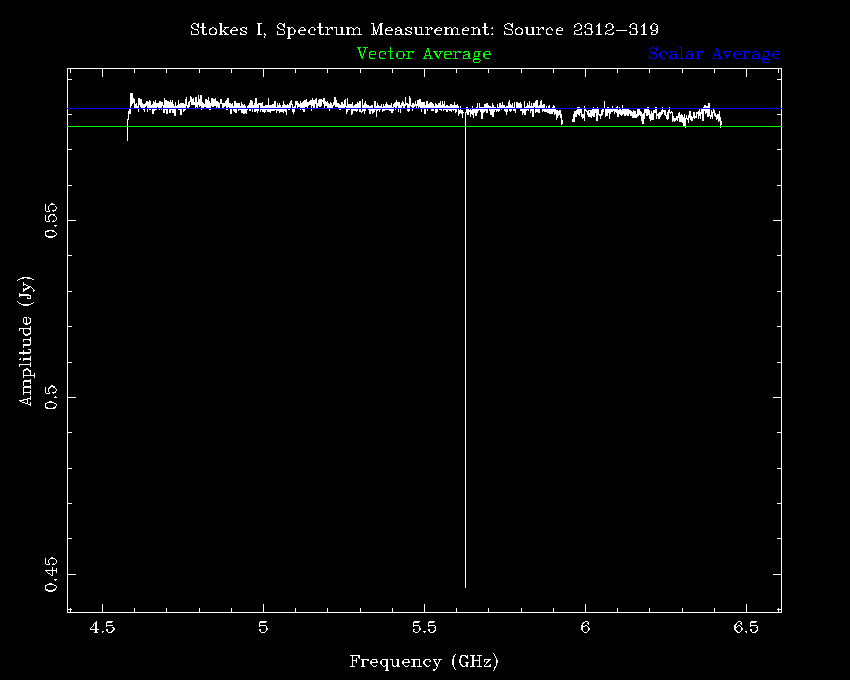 Stokes I, Spectrum Measurement: Source 2312−319
Vector Average
Scalar Average
Amplitude (Jy)
0.55
0.5
0.45
4.5
5
5.5
6
6.5
Frequency (GHz)